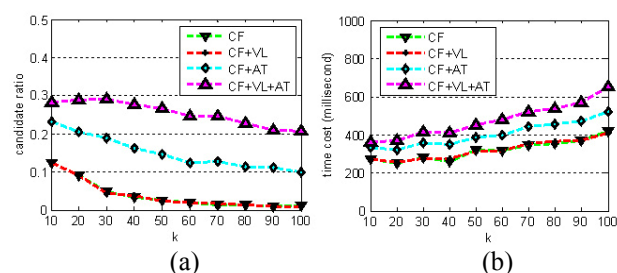 0.5
0.4
0.3
0.2
0.1
0
candidate ratio
CF
CF+VL
CF+AT
CF+VL+AT
10 20 30 40 50 60 70 80 90 100
k
(a)
1000
800
600
400
200
0
time cost (millisecond)
CF
CF+VL
CF+AT
CF+VL+AT
10 20 30 40 50 60 70 80 90 100
k
(b)